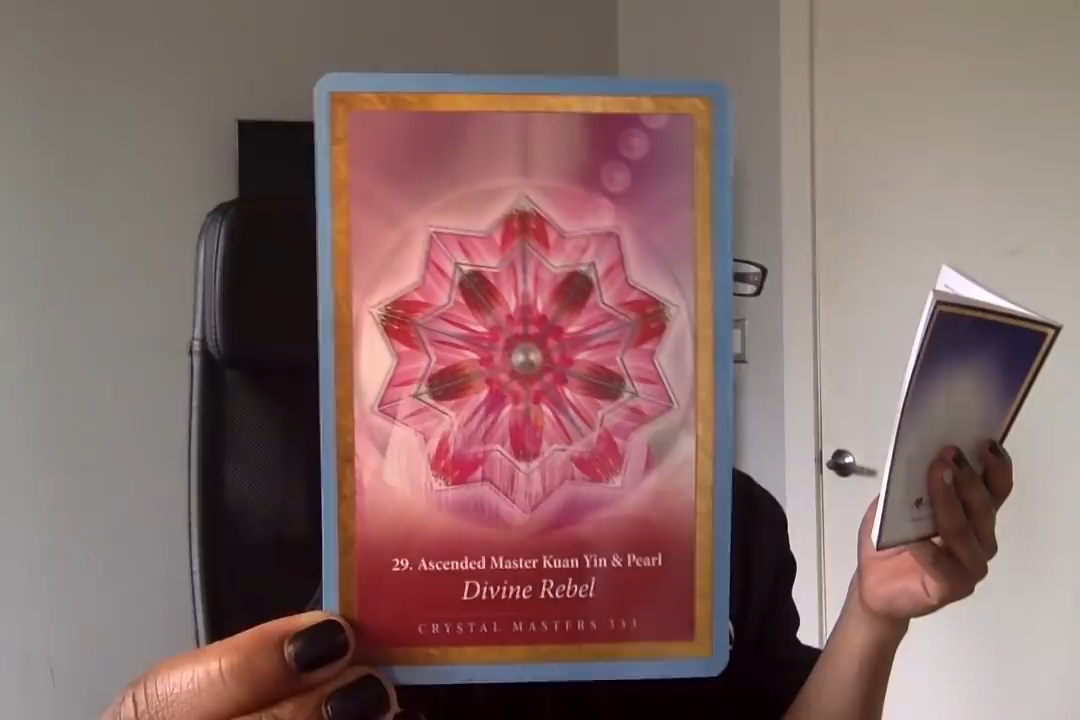 29. Ascended Master Kuan Yin & Pearl
Divine Rebel
CRYSTAL MASTERS 333